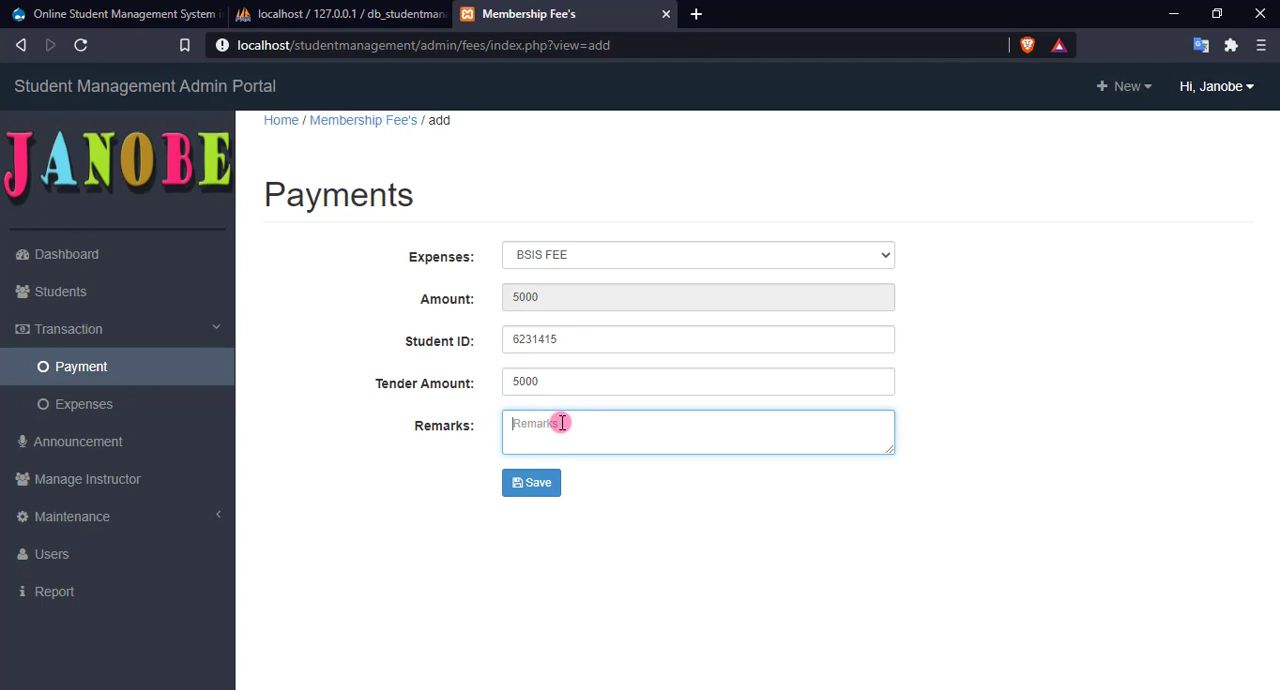 Online Student Management System i
localhost / 127.0.0.1 / db_studentman
Membership Fee's
localhost/studentmanagement/admin/fees/index.php?view=add
Student Management Admin Portal
New
Hi, Janobe
JANOBE
Home / Membership Fee's / add
Payments
Dashboard
Students
Transaction
Payment
Expenses
Announcement
Manage Instructor
Maintenance
Users
Report
Expenses: BSIS FEE
Amount: 5000
Student ID: 6231415
Tender Amount: 5000
Remarks: Remarks
Save